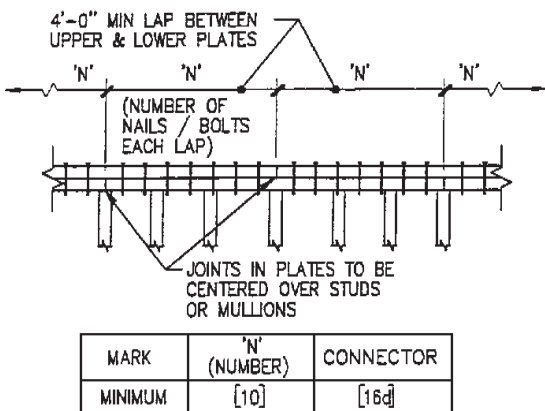 4'-0" MIN LAP BETWEEN
UPPER & LOWER PLATES
'N' 'N' 'N' 'N'
(NUMBER OF
NAILS / BOLTS
EACH LAP)
JOINTS IN PLATES TO BE
CENTERED OVER STUDS
OR MULLIONS
MARK 'N' (NUMBER) CONNECTOR
MINIMUM [10] [16d]